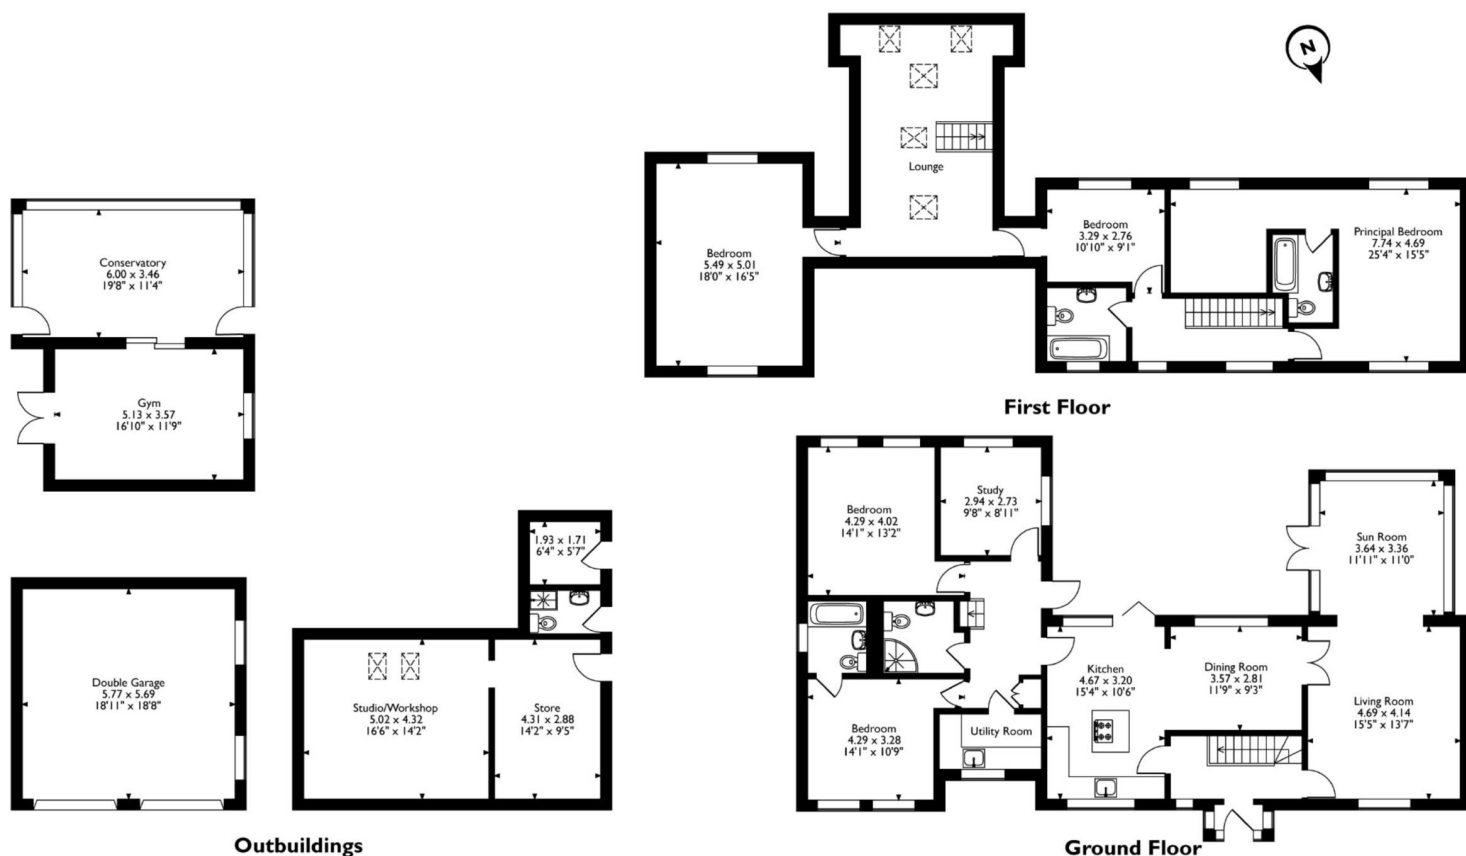 N
Lounge
Bedroom
5.49 x 5.01
18'0" x 16'5"
Bedroom
3.29 x 2.76
10'10" x 9'1"
Principal Bedroom
7.74 x 4.69
25'4" x 15'5"
First Floor
Conservatory
6.00 x 3.46
19'8" x 11'4"
Gym
5.13 x 3.57
16'10" x 11'9"
1.93 x 1.71
6'4" x 5'7"
Double Garage
5.77 x 5.69
18'11" x 18'8"
Studio/Workshop
5.02 x 4.32
16'6" x 14'2"
Store
4.31 x 2.88
14'2" x 9'5"
Outbuildings
Bedroom
4.29 x 4.02
14'1" x 13'2"
Study
2.94 x 2.73
9'8" x 8'11"
Sun Room
3.64 x 3.36
11'11" x 11'0"
Kitchen
4.67 x 3.20
15'4" x 10'6"
Dining Room
3.57 x 2.81
11'9" x 9'3"
Living Room
4.69 x 4.14
15'5" x 13'7"
Bedroom
4.29 x 3.28
14'1" x 10'9"
Utility Room
Ground Floor